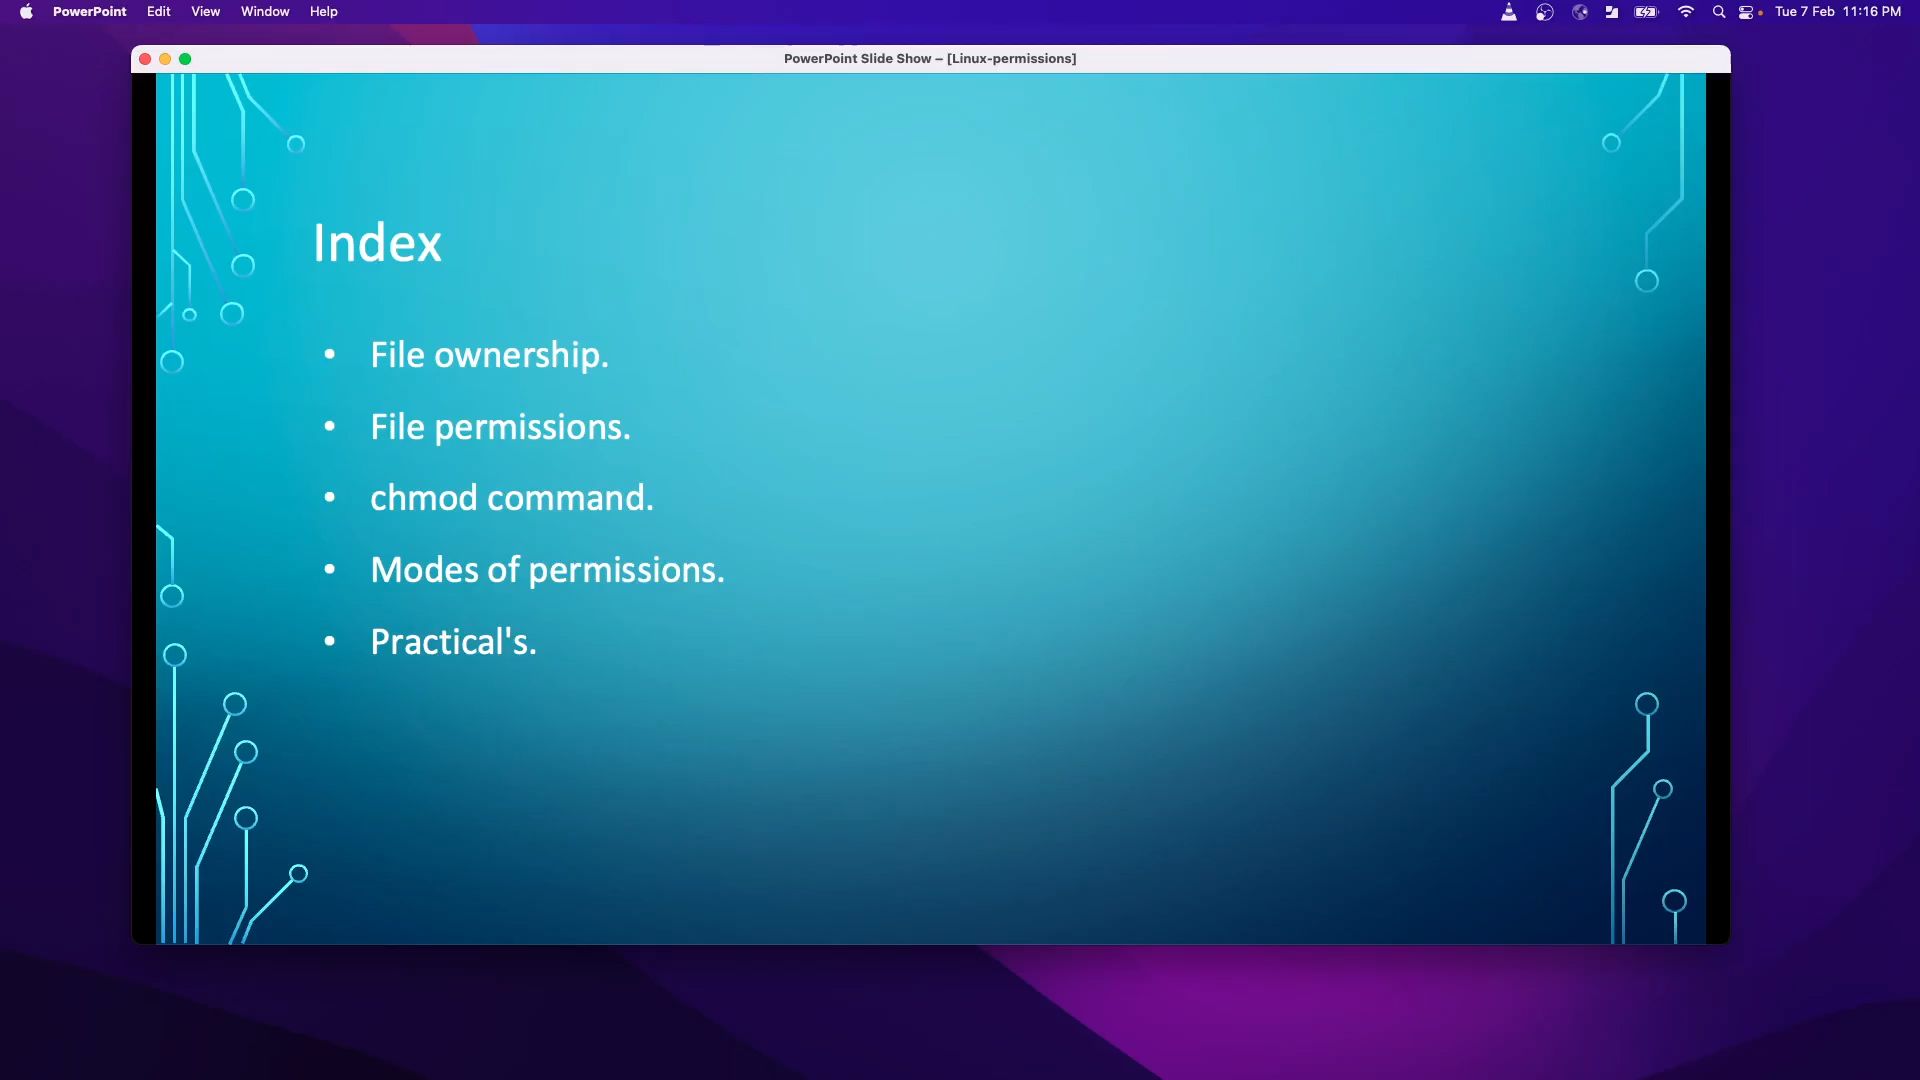 PowerPoint Edit View Window Help Tue 7 Feb 11:16 PM
PowerPoint Slide Show – [Linux-permissions]
Index
• File ownership.
• File permissions.
• chmod command.
• Modes of permissions.
• Practical's.